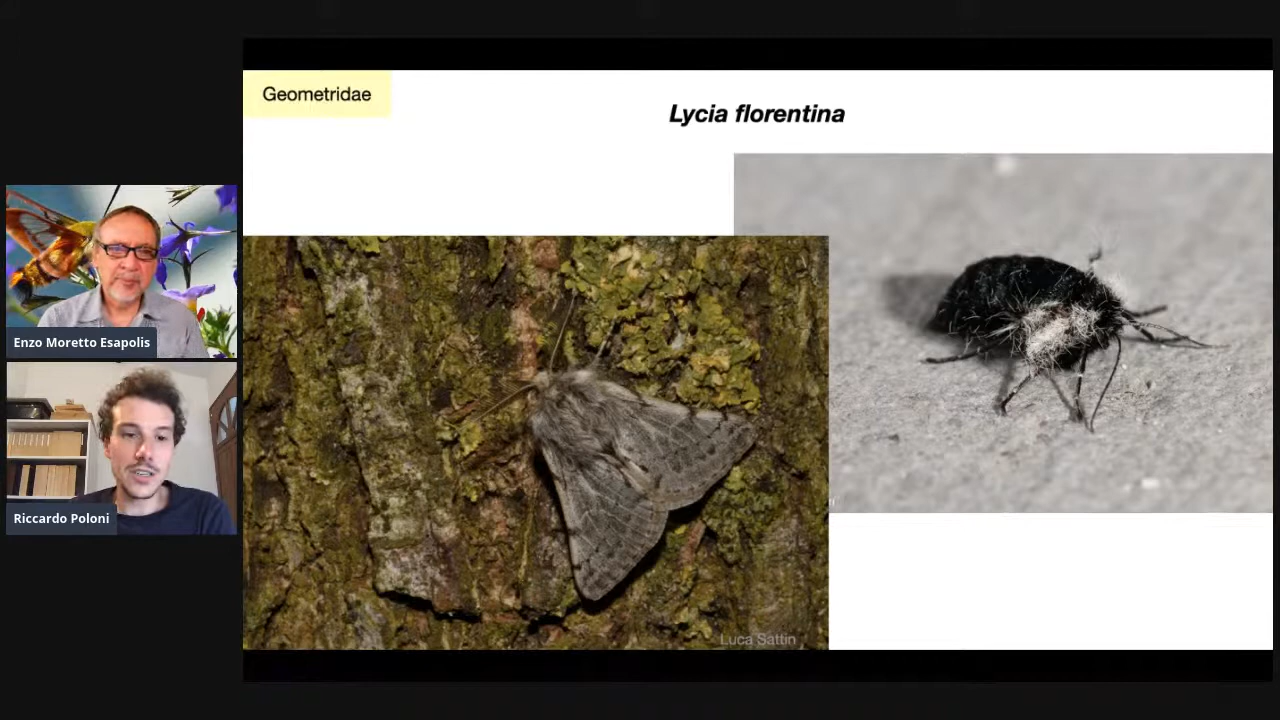 Geometridae
Lycia florentina
Enzo Moretto Esapolis
Riccardo Poloni
Luca Sattin